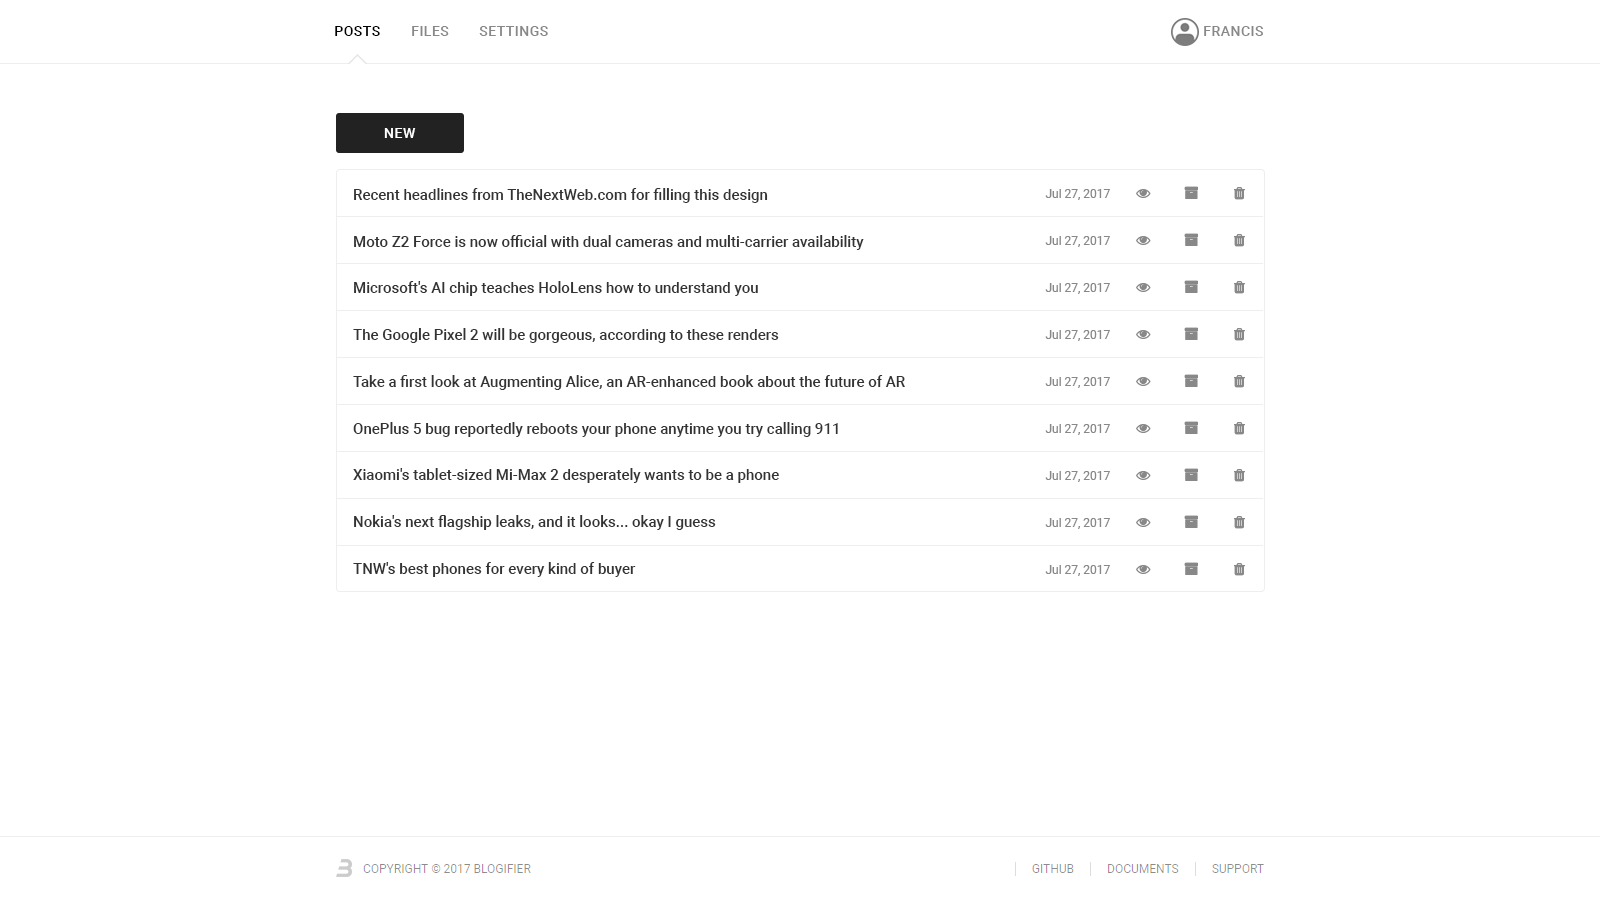 POSTS FILES SETTINGS FRANCIS
NEW
Recent headlines from TheNextWeb.com for filling this design Jul 27, 2017
Moto Z2 Force is now official with dual cameras and multi-carrier availability Jul 27, 2017
Microsoft's AI chip teaches HoloLens how to understand you Jul 27, 2017
The Google Pixel 2 will be gorgeous, according to these renders Jul 27, 2017
Take a first look at Augmenting Alice, an AR-enhanced book about the future of AR Jul 27, 2017
OnePlus 5 bug reportedly reboots your phone anytime you try calling 911 Jul 27, 2017
Xiaomi's tablet-sized Mi-Max 2 desperately wants to be a phone Jul 27, 2017
Nokia's next flagship leaks, and it looks... okay I guess Jul 27, 2017
TNW's best phones for every kind of buyer Jul 27, 2017
COPYRIGHT © 2017 BLOGIFIER GITHUB DOCUMENTS SUPPORT